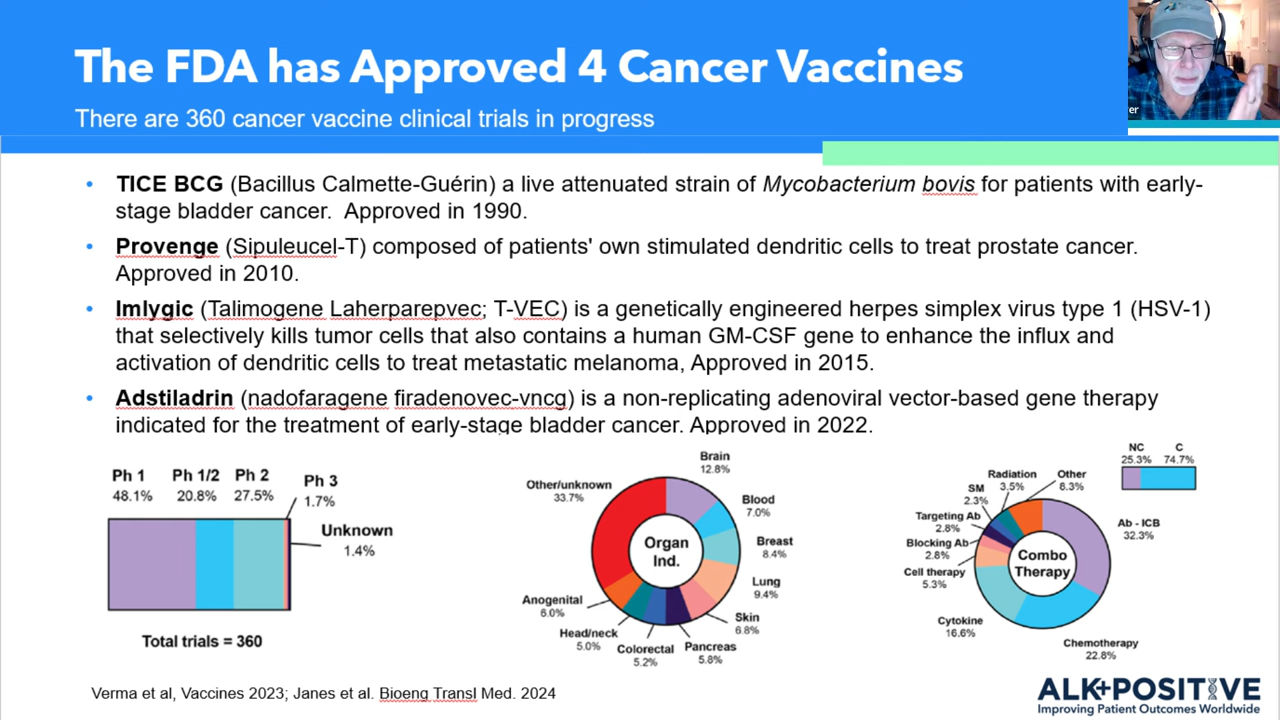 The FDA has Approved 4 Cancer Vaccines
There are 360 cancer vaccine clinical trials in progress
er
• TICE BCG (Bacillus Calmette-Guérin) a live attenuated strain of Mycobacterium bovis for patients with early-
stage bladder cancer. Approved in 1990.
• Provenge (Sipuleucel-T) composed of patients' own stimulated dendritic cells to treat prostate cancer.
Approved in 2010.
• Imlygic (Talimogene Laherparepvec; T-VEC) is a genetically engineered herpes simplex virus type 1 (HSV-1)
that selectively kills tumor cells that also contains a human GM-CSF gene to enhance the influx and
activation of dendritic cells to treat metastatic melanoma, Approved in 2015.
• Adstiladrin (nadofaragene firadenovec-vncg) is a non-replicating adenoviral vector-based gene therapy
indicated for the treatment of early-stage bladder cancer. Approved in 2022.
Ph 1
48.1%
Ph 1/2
20.8%
Ph 2
27.5%
Ph 3
1.7%
Unknown
1.4%
Total trials = 360
Organ
Ind.
Brain
12.8%
Blood
7.0%
Breast
8.4%
Lung
9.4%
Skin
6.8%
Pancreas
5.8%
Colorectal
5.2%
Head/neck
5.0%
Anogenital
6.0%
Other/unknown
33.7%
NC
25.3%
C
74.7%
Combo
Therapy
Ab - ICB
32.3%
Chemotherapy
22.8%
Cytokine
16.6%
Cell therapy
5.3%
Blocking Ab
2.8%
Targeting Ab
2.8%
SM
2.3%
Radiation
3.5%
Other
8.3%
Verma et al, Vaccines 2023; Janes et al. Bioeng Transl Med. 2024
ALK+POSITIVE
Improving Patient Outcomes Worldwide